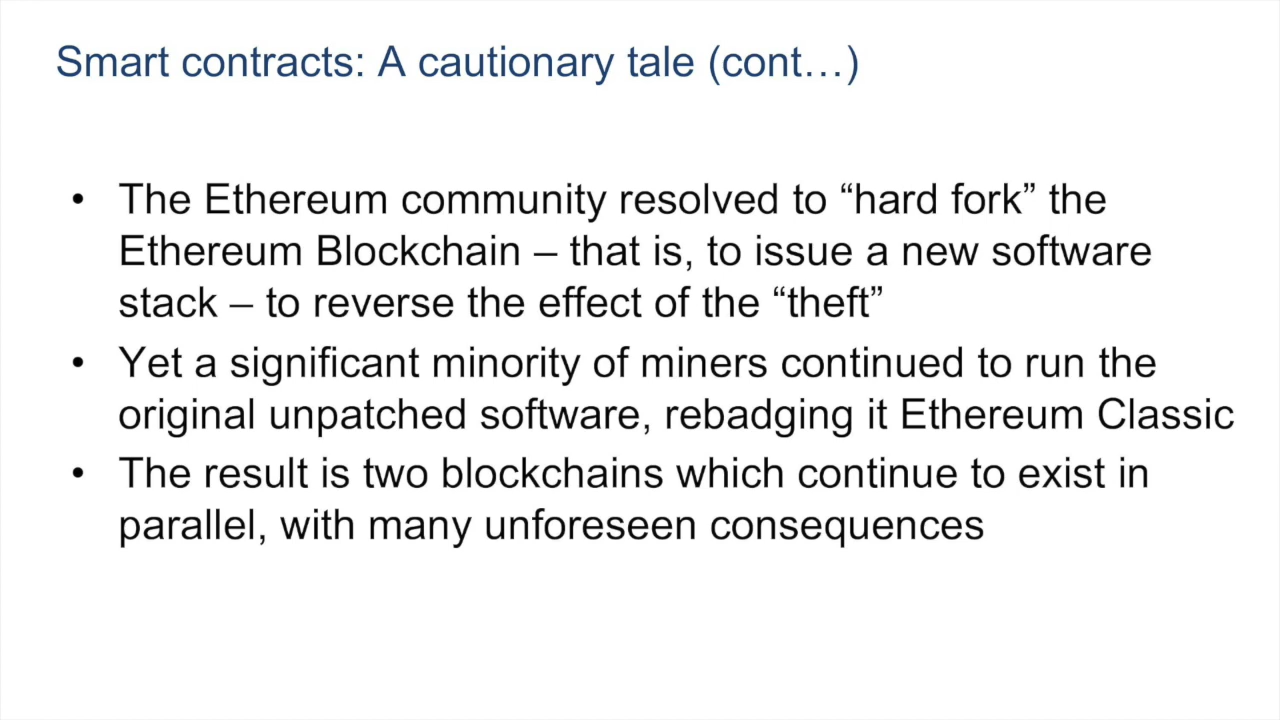 Smart contracts: A cautionary tale (cont…)
• The Ethereum community resolved to “hard fork” the
Ethereum Blockchain – that is, to issue a new software
stack – to reverse the effect of the “theft”
• Yet a significant minority of miners continued to run the
original unpatched software, rebadging it Ethereum Classic
• The result is two blockchains which continue to exist in
parallel, with many unforeseen consequences